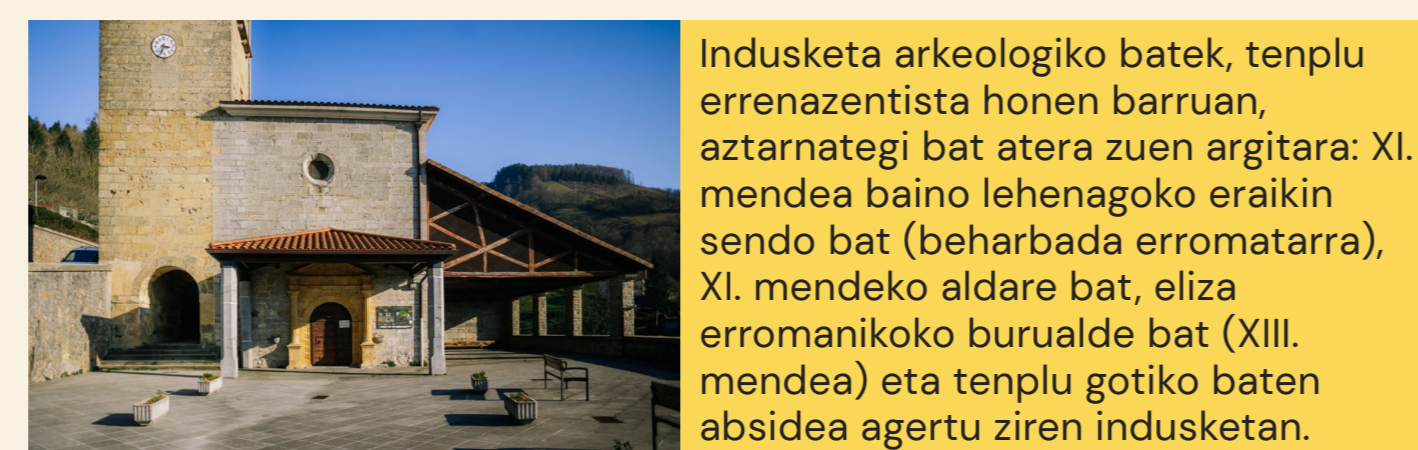 Indusketa arkeologiko batek, tenplu
errenazentista honen barruan,
aztarnategi bat atera zuen argitara: XI.
mendea baino lehenagoko eraikin
sendo bat (beharbada erromatarra),
XI. mendeko aldare bat, eliza
erromanikoko burualde bat (XIII.
mendea) eta tenplu gotiko baten
absidea agertu ziren indusketan.